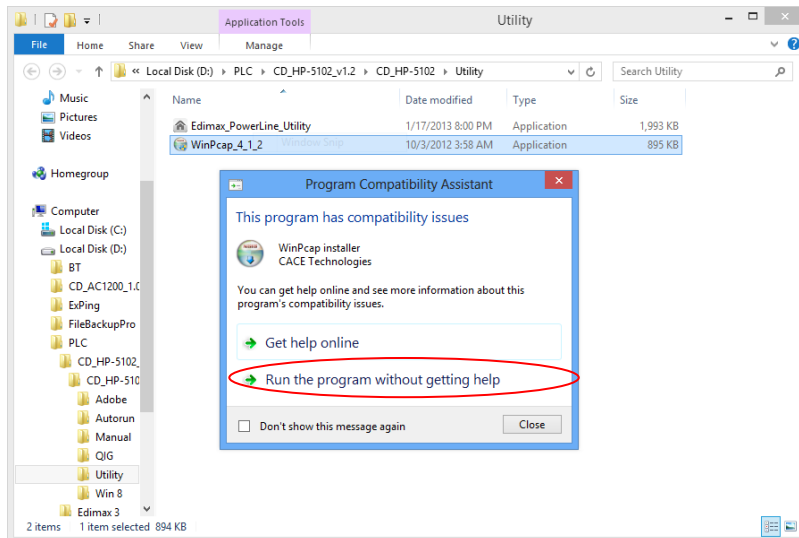 Application Tools
Utility
File
Home
Share
View
Manage
« Local Disk (D:) ▸ PLC ▸ CD_HP-5102_v1.2 ▸ CD_HP-5102 ▸ Utility
Search Utility
Music
Pictures
Videos
Homegroup
Computer
Local Disk (C:)
Local Disk (D:)
BT
CD_AC1200_1.0
ExPing
FileBackupPro
PLC
CD_HP-5102_
CD_HP-510
Adobe
Autorun
Manual
QIG
Utility
Win 8
Edimax 3
Name Date modified Type Size
Edimax_PowerLine_Utility 1/17/2013 8:00 PM Application 1,993 KB
WinPcap_4_1_2 Window Snip 10/3/2012 3:58 AM Application 895 KB
Program Compatibility Assistant
This program has compatibility issues
WinPcap installer
CACE Technologies
You can get help online and see more information about this
program's compatibility issues.
Get help online
Run the program without getting help
Don't show this message again
Close
2 items 1 item selected 894 KB